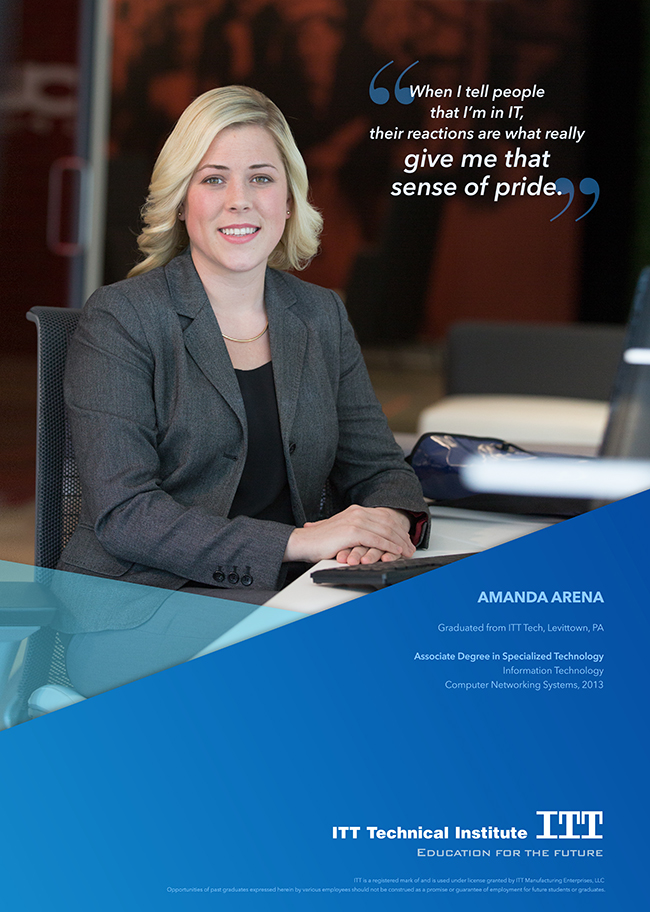 “When I tell people
that I’m in IT,
their reactions are what really
give me that
sense of pride.”
AMANDA ARENA
Graduated from ITT Tech, Levittown, PA
Associate Degree in Specialized Technology
Information Technology
Computer Networking Systems, 2013
ITT Technical Institute ITT
EDUCATION FOR THE FUTURE
ITT is a registered mark of and is used under license granted by ITT Manufacturing Enterprises, LLC
Opportunities of past graduates expressed herein by various employees should not be construed as a promise or guarantee of employment for future students or graduates.